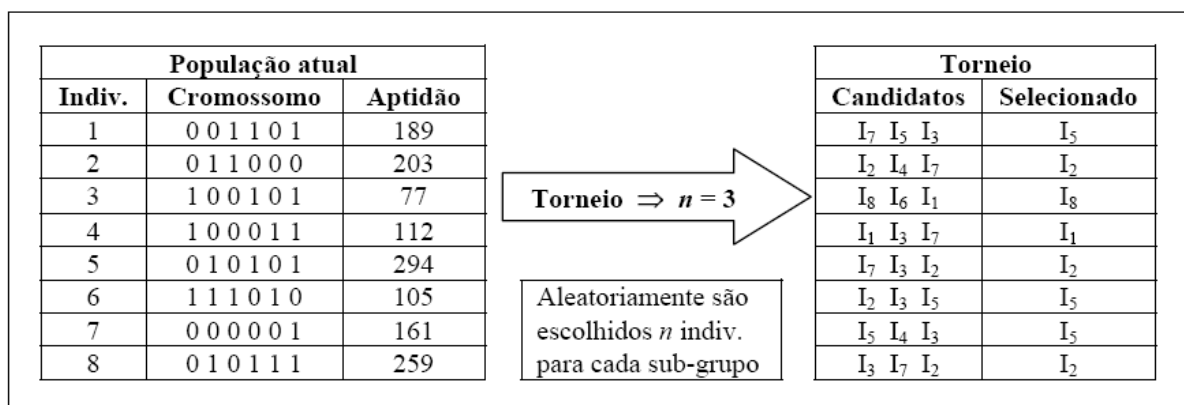 População atual
Indiv. Cromossomo Aptidão
1 0 0 1 1 0 1 189
2 0 1 1 0 0 0 203
3 1 0 0 1 0 1 77
4 1 0 0 0 1 1 112
5 0 1 0 1 0 1 294
6 1 1 1 0 1 0 105
7 0 0 0 0 0 1 161
8 0 1 0 1 1 1 259
Torneio ⇒ n = 3
Aleatoriamente são
escolhidos n indiv.
para cada sub-grupo
Torneio
Candidatos Selecionado
I₇ I₅ I₃ I₅
I₂ I₄ I₇ I₂
I₈ I₆ I₁ I₈
I₁ I₃ I₇ I₁
I₇ I₃ I₂ I₂
I₂ I₃ I₅ I₅
I₅ I₄ I₃ I₅
I₃ I₇ I₂ I₂